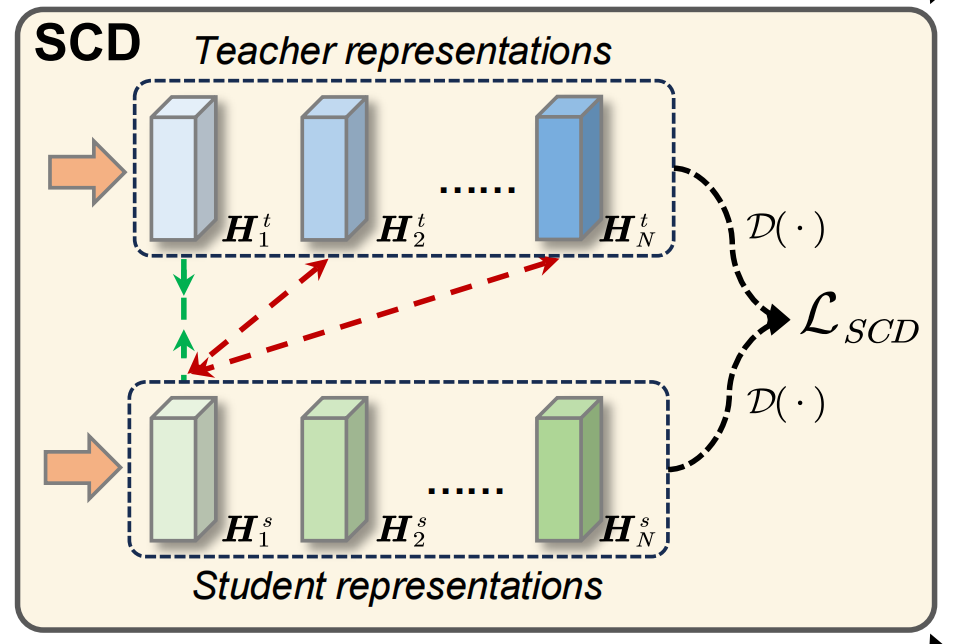 SCD
Teacher representations
H_1^t H_2^t …… H_N^t
D(·)
L_SCD
D(·)
H_1^s H_2^s …… H_N^s
Student representations